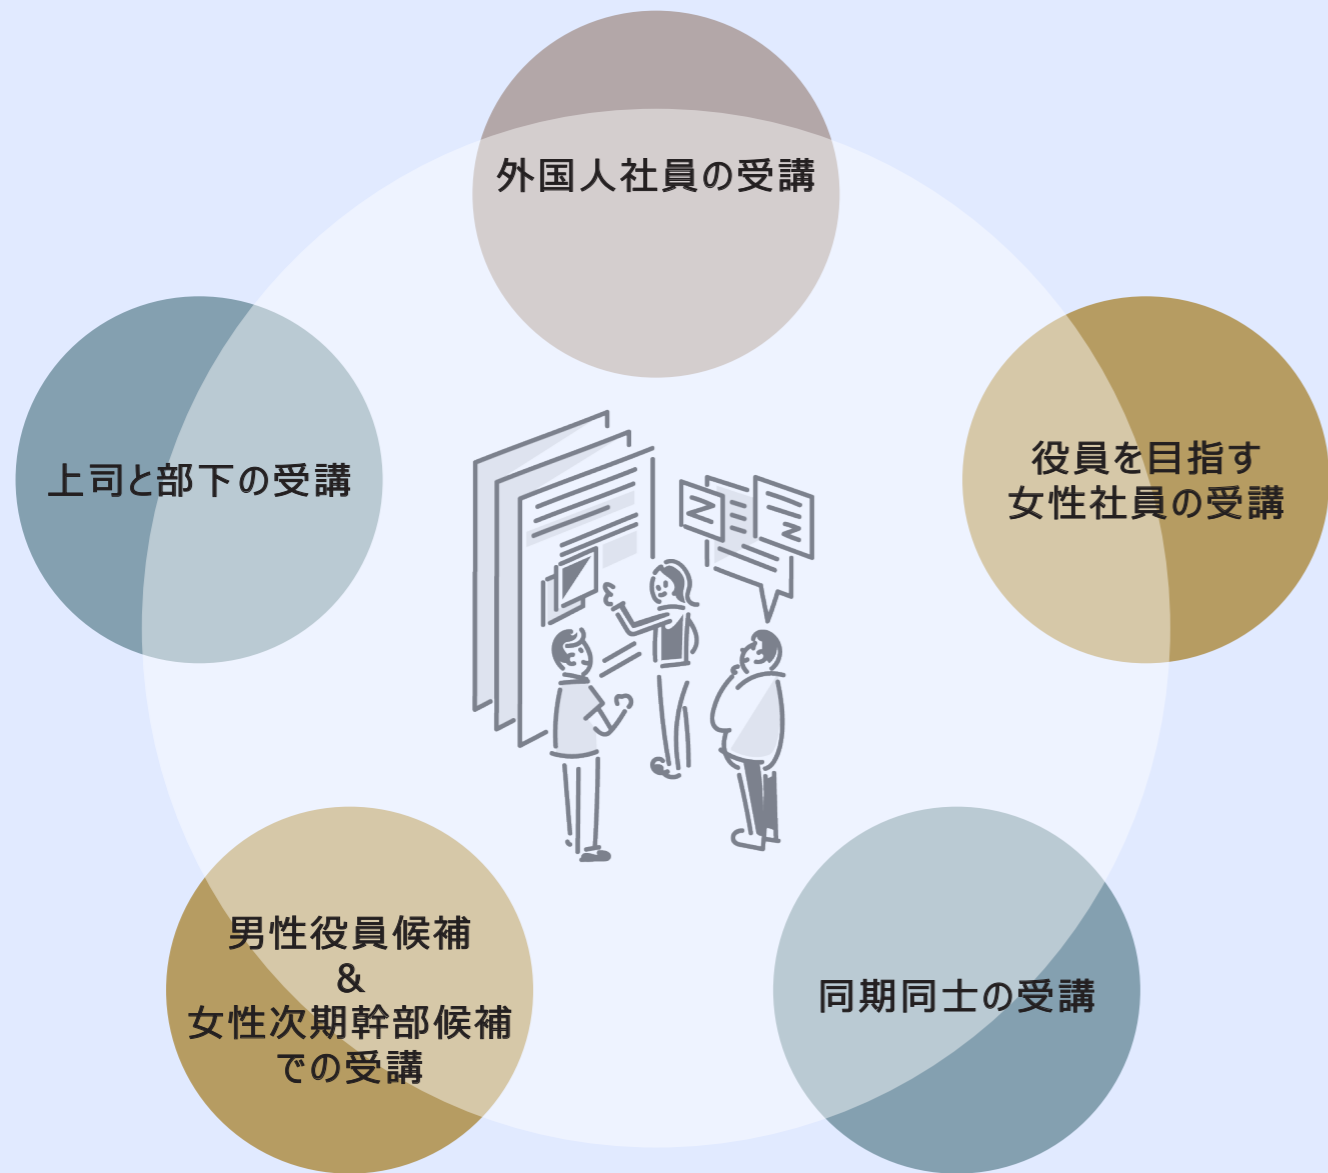 外国人社員の受講
上司と部下の受講
役員を目指す
女性社員の受講
男性役員候補
&
女性次期幹部候補
での受講
同期同士の受講